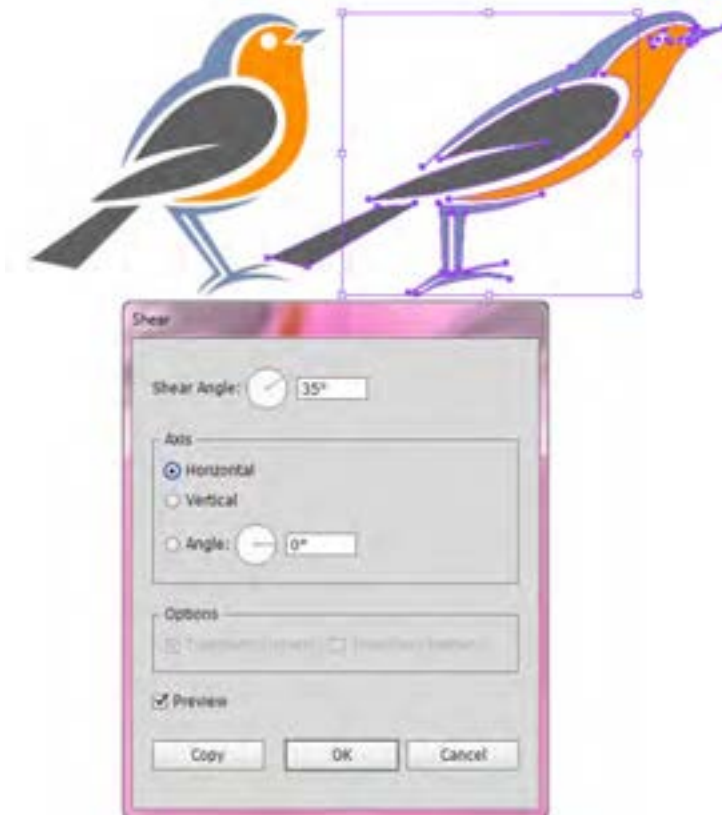 Shear
Shear Angle: 35°
Axis
Horizontal
Vertical
Angle: 0°
Options
Preview
Copy OK Cancel